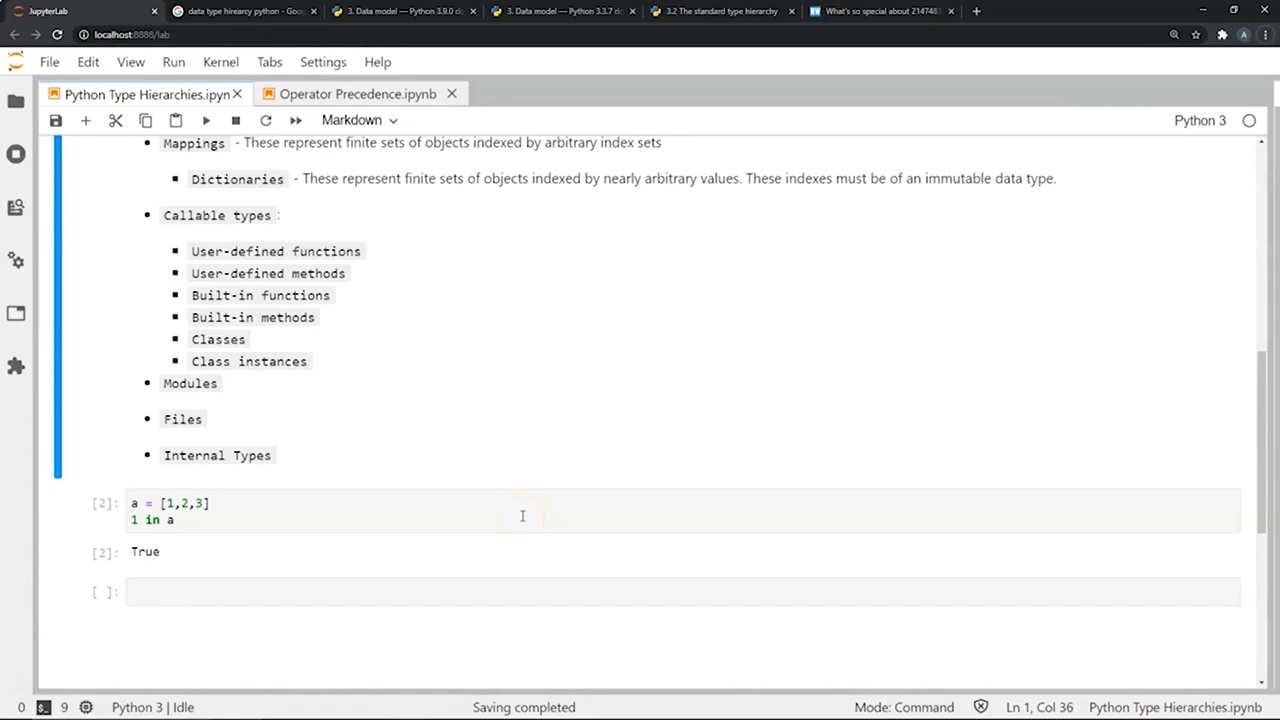 JupyterLab
data type hirearcy python - Goo
3. Data model — Python 3.9.0 d
3. Data model — Python 3.3.7 d
3.2 The standard type hierarchy
What's so special about 214748
localhost:8888/lab
A
File Edit View Run Kernel Tabs Settings Help
Python Type Hierarchies.ipyn
Operator Precedence.ipynb
Markdown
Python 3
Mappings - These represent finite sets of objects indexed by arbitrary index sets
Dictionaries - These represent finite sets of objects indexed by nearly arbitrary values. These indexes must be of an immutable data type.
Callable types:
User-defined functions
User-defined methods
Built-in functions
Built-in methods
Classes
Class instances
Modules
Files
Internal Types
[2]: a = [1,2,3]
1 in a
[2]: True
[ ]:
0 9 Python 3 | Idle Saving completed Mode: Command Ln 1, Col 36 Python Type Hierarchies.ipynb